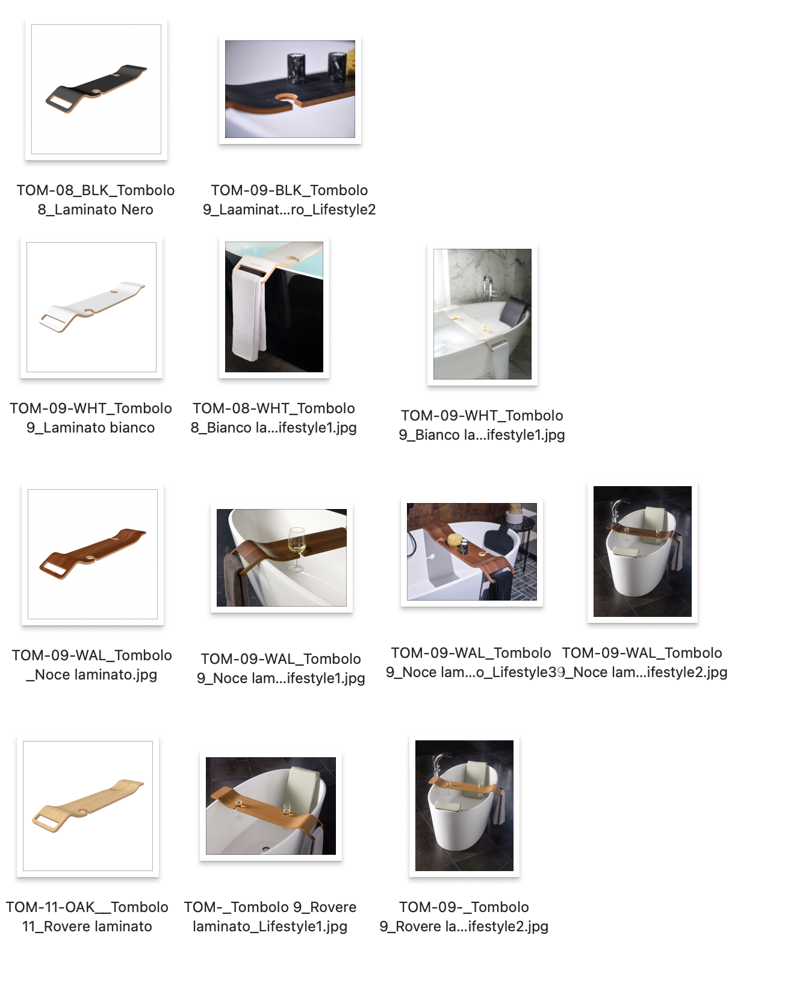 TOM-08_BLK_Tombolo
8_Laminato Nero
TOM-09-BLK_Tombolo
9_Laaminat...ro_Lifestyle2
TOM-09-WHT_Tombolo
9_Laminato bianco
TOM-08-WHT_Tombolo
8_Bianco la...ifestyle1.jpg
TOM-09-WHT_Tombolo
9_Bianco la...ifestyle1.jpg
TOM-09-WAL_Tombolo
_Noce laminato.jpg
TOM-09-WAL_Tombolo
9_Noce lam...ifestyle1.jpg
TOM-09-WAL_Tombolo
9_Noce lam...o_Lifestyle3
TOM-09-WAL_Tombolo
9_Noce lam...ifestyle2.jpg
TOM-11-OAK__Tombolo
11_Rovere laminato
TOM-_Tombolo 9_Rovere
laminato_Lifestyle1.jpg
TOM-09-_Tombolo
9_Rovere la...ifestyle2.jpg